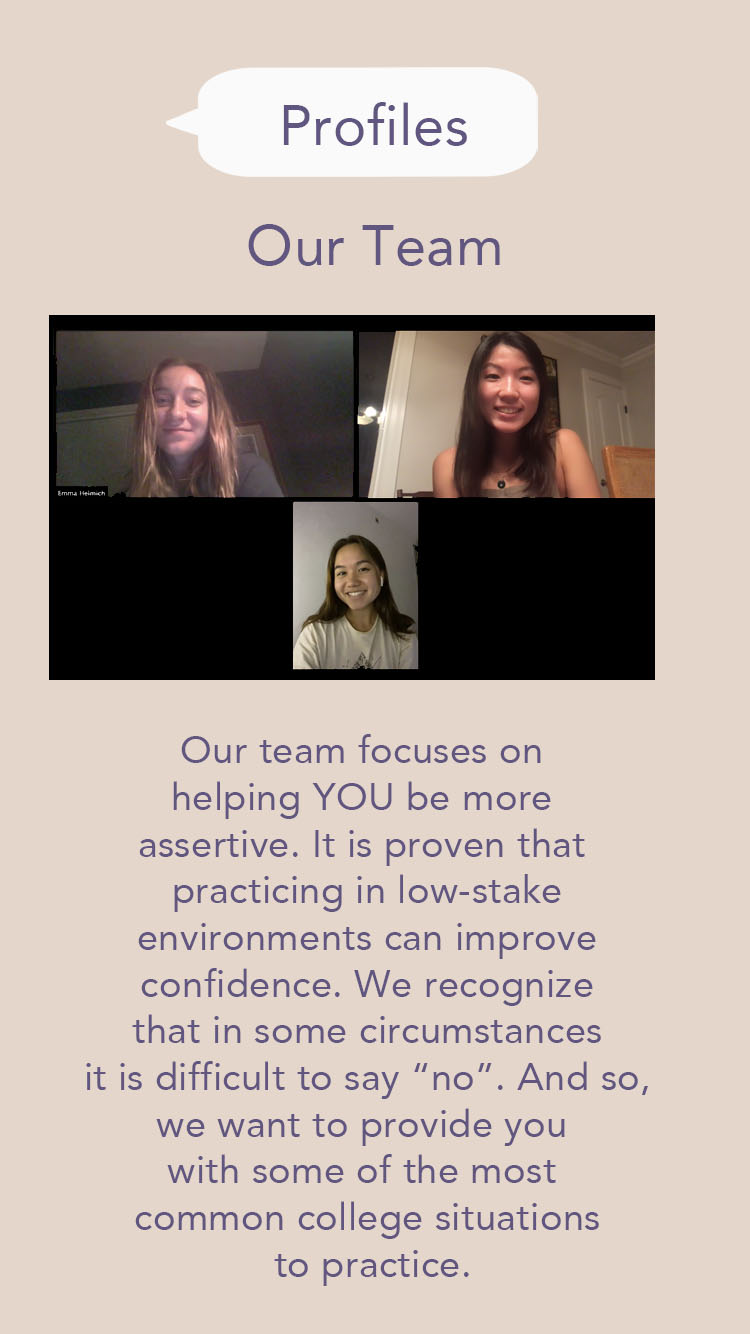 Profiles
Our Team
Emma Heimich
Our team focuses on
helping YOU be more
assertive. It is proven that
practicing in low-stake
environments can improve
confidence. We recognize
that in some circumstances
it is difficult to say “no”. And so,
we want to provide you
with some of the most
common college situations
to practice.